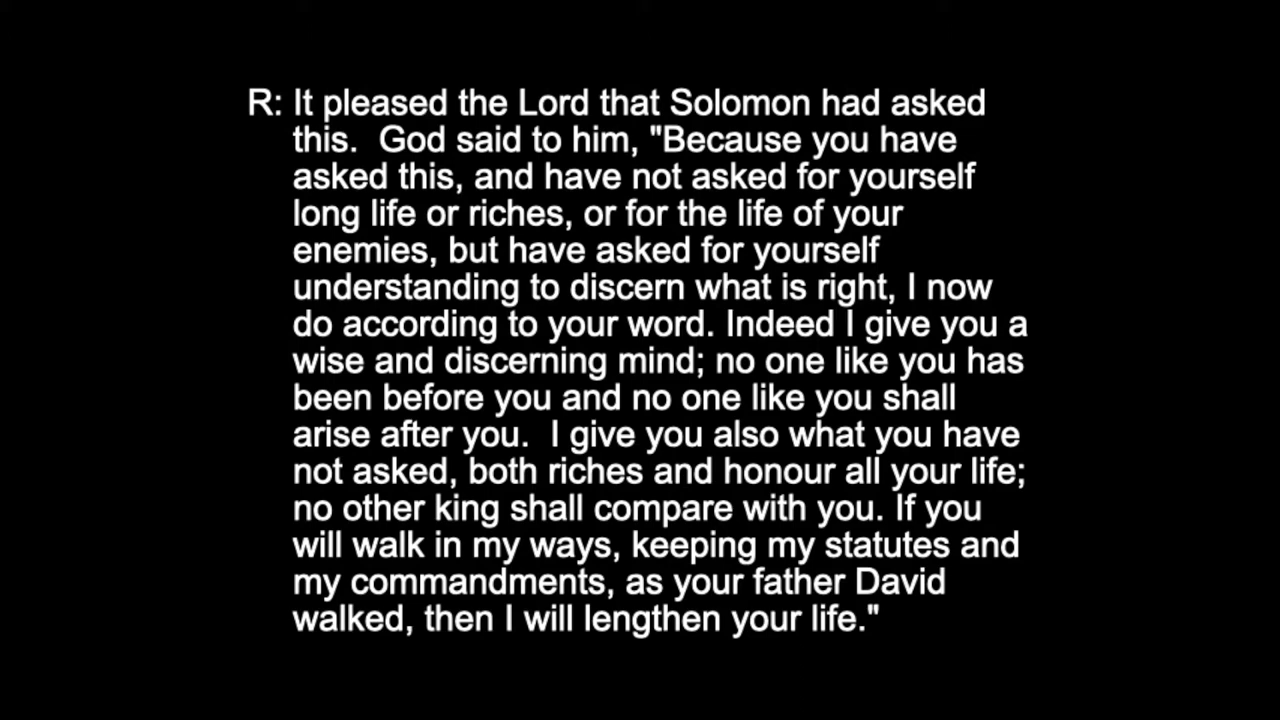 R: It pleased the Lord that Solomon had asked
this.  God said to him, "Because you have
asked this, and have not asked for yourself
long life or riches, or for the life of your
enemies, but have asked for yourself
understanding to discern what is right, I now
do according to your word. Indeed I give you a
wise and discerning mind; no one like you has
been before you and no one like you shall
arise after you.  I give you also what you have
not asked, both riches and honour all your life;
no other king shall compare with you. If you
will walk in my ways, keeping my statutes and
my commandments, as your father David
walked, then I will lengthen your life."